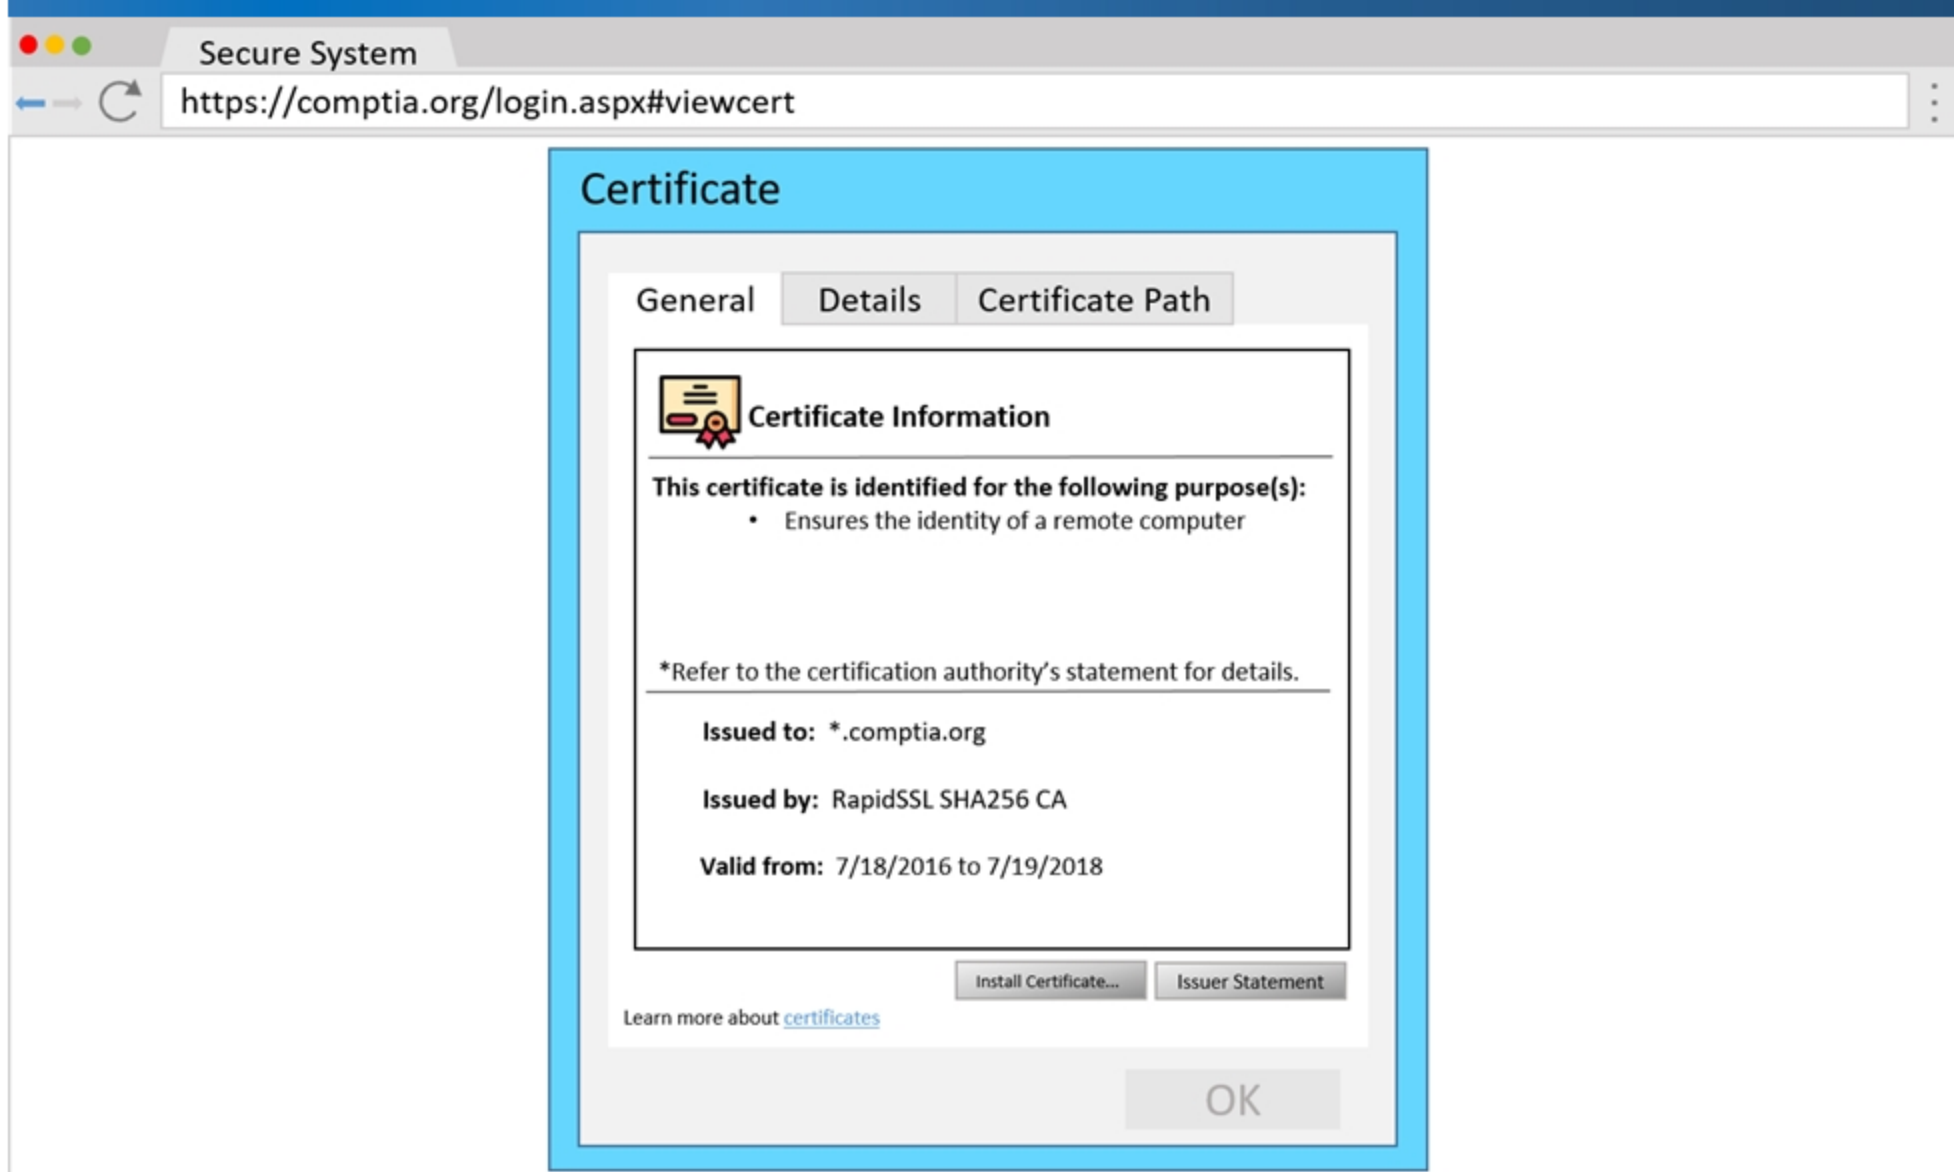 Secure System
https://comptia.org/login.aspx#viewcert
Certificate
General Details Certificate Path
Certificate Information
This certificate is identified for the following purpose(s):
• Ensures the identity of a remote computer
*Refer to the certification authority’s statement for details.
Issued to: *.comptia.org
Issued by: RapidSSL SHA256 CA
Valid from: 7/18/2016 to 7/19/2018
Install Certificate... Issuer Statement
Learn more about certificates
OK